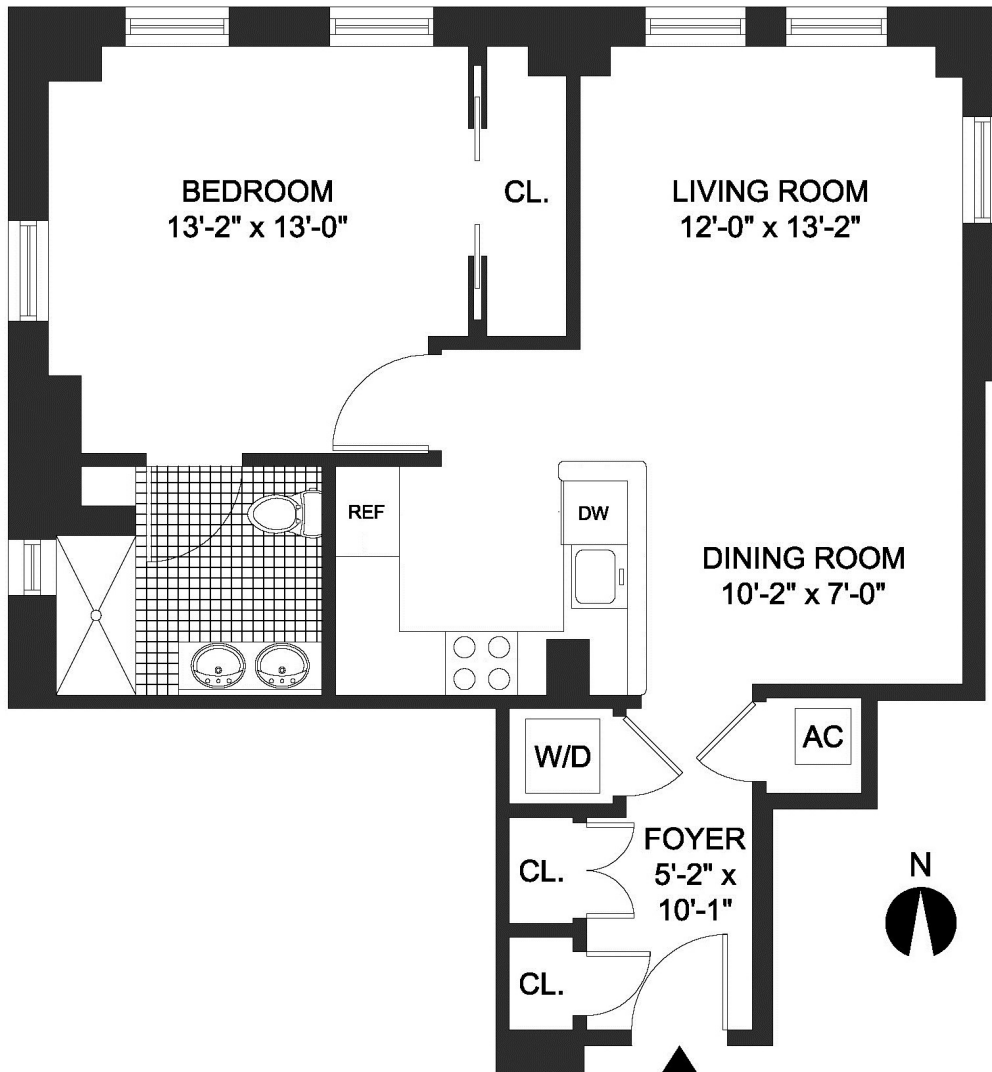 BEDROOM
13'-2" x 13'-0"
CL.
LIVING ROOM
12'-0" x 13'-2"
REF
DW
DINING ROOM
10'-2" x 7'-0"
W/D
AC
FOYER
5'-2" x
10'-1"
CL.
CL.
N